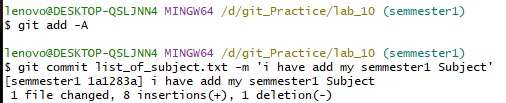 lenovo@DESKTOP-QSLJNN4 MINGW64 /d/git_Practice/lab_10 (semmester1)
$ git add -A
lenovo@DESKTOP-QSLJNN4 MINGW64 /d/git_Practice/lab_10 (semmester1)
$ git commit list_of_subject.txt -m 'i have add my semmester1 Subject'
[semmester1 1a1283a] i have add my semmester1 Subject
1 file changed, 8 insertions(+), 1 deletion(-)